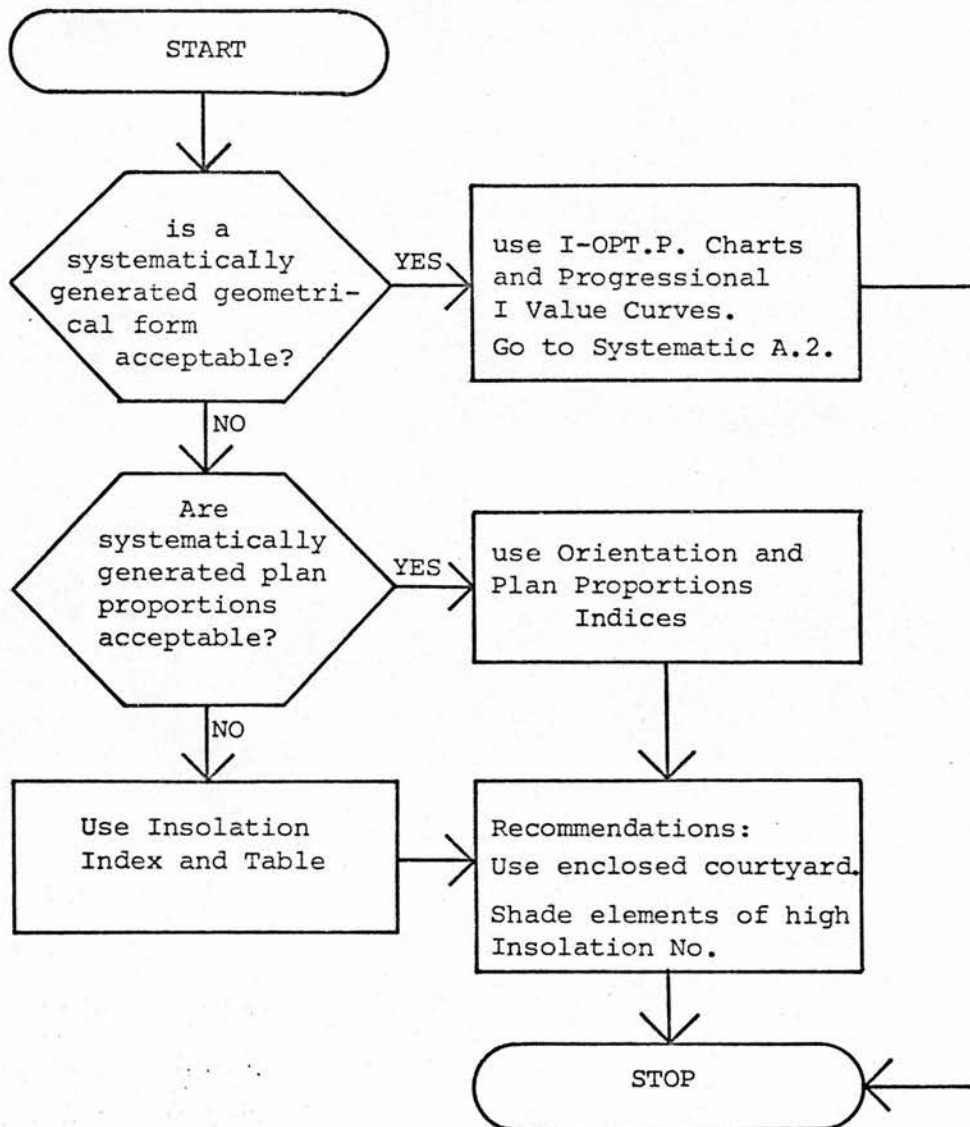 START
is a
systematically
generated geometri-
cal form
acceptable?
YES
use I-OPT.P. Charts
and Progressional
I Value Curves.
Go to Systematic A.2.
NO
Are
systematically
generated plan
proportions
acceptable?
YES
use Orientation and
Plan Proportions
Indices
NO
Use Insolation
Index and Table
Recommendations:
Use enclosed courtyard.
Shade elements of high
Insolation No.
STOP